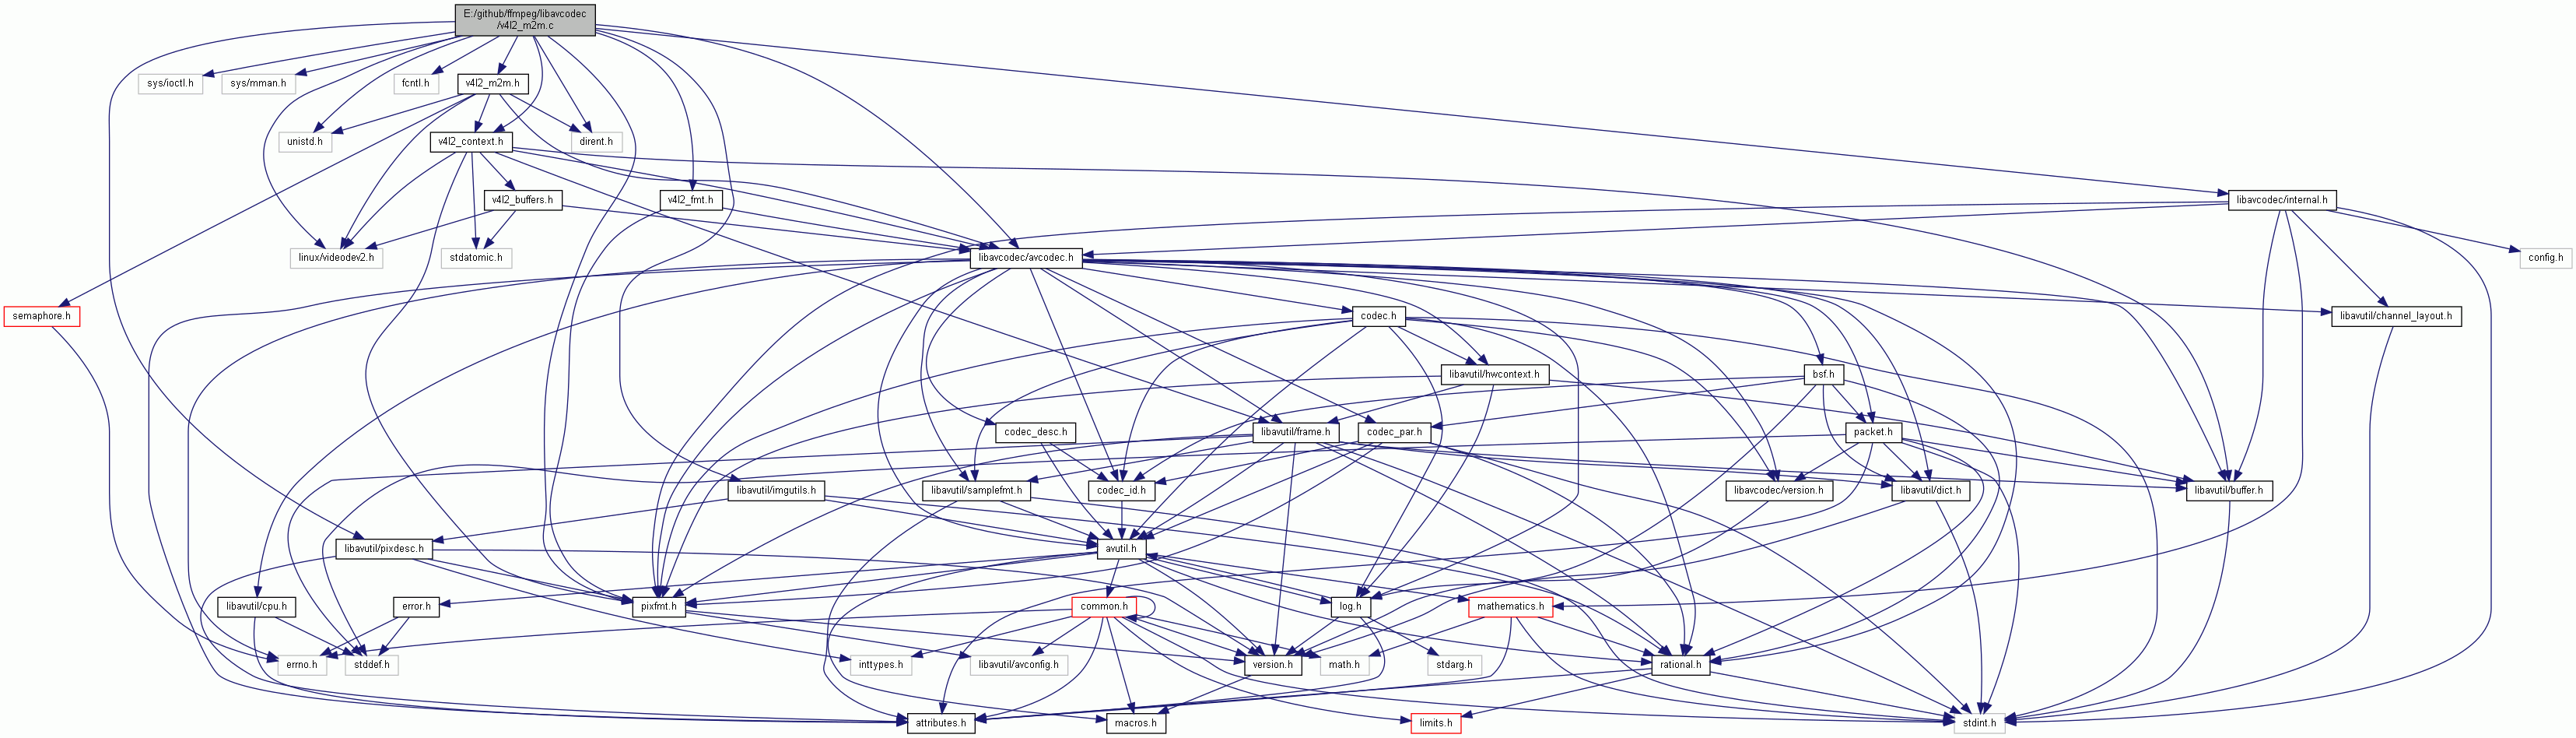 E:/github/ffmpeg/libavcodec
/v4l2_m2m.c
sys/ioctl.h
sys/mman.h
fcntl.h
v4l2_m2m.h
unistd.h
v4l2_context.h
dirent.h
v4l2_buffers.h
v4l2_fmt.h
libavcodec/internal.h
linux/videodev2.h
stdatomic.h
libavcodec/avcodec.h
config.h
semaphore.h
codec.h
libavutil/channel_layout.h
libavutil/hwcontext.h
bsf.h
codec_desc.h
libavutil/frame.h
codec_par.h
packet.h
libavutil/imgutils.h
libavutil/samplefmt.h
codec_id.h
libavcodec/version.h
libavutil/dict.h
libavutil/buffer.h
libavutil/pixdesc.h
avutil.h
libavutil/cpu.h
error.h
pixfmt.h
common.h
log.h
mathematics.h
errno.h
stddef.h
inttypes.h
libavutil/avconfig.h
version.h
math.h
stdarg.h
rational.h
attributes.h
macros.h
limits.h
stdint.h